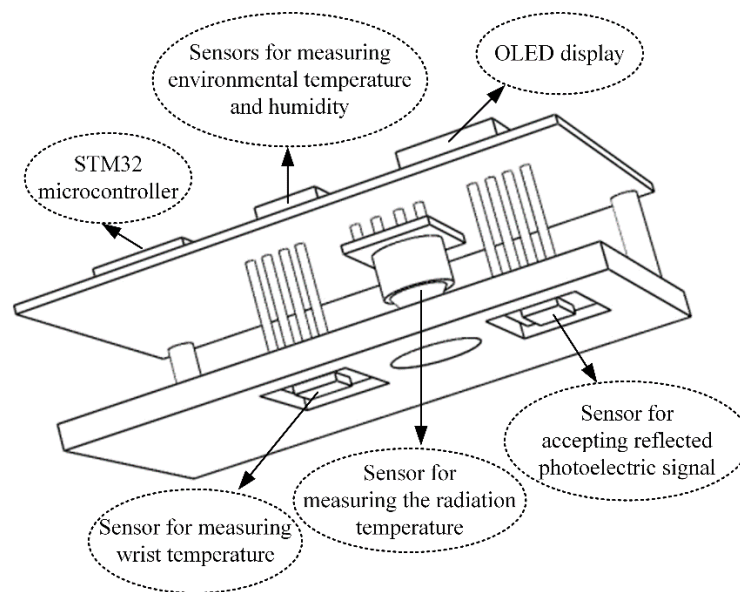 Sensors for measuring
environmental temperature
and humidity
OLED display
STM32
microcontroller
Sensor for
accepting reflected
photoelectric signal
Sensor for
measuring the radiation
temperature
Sensor for measuring
wrist temperature